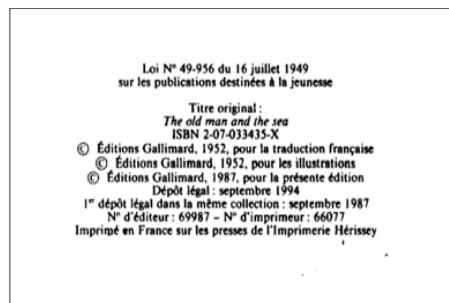 Loi N° 49-956 du 16 juillet 1949
sur les publications destinées à la jeunesse
Titre original :
The old man and the sea
ISBN 2-07-033435-X
© Éditions Gallimard, 1952, pour la traduction française
© Éditions Gallimard, 1952, pour les illustrations
© Éditions Gallimard, 1987, pour la présente édition
Dépôt légal : septembre 1994
1er dépôt légal dans la même collection : septembre 1987
N° d'éditeur : 69987 – N° d'imprimeur : 66077
Imprimé en France sur les presses de l'Imprimerie Hérissey